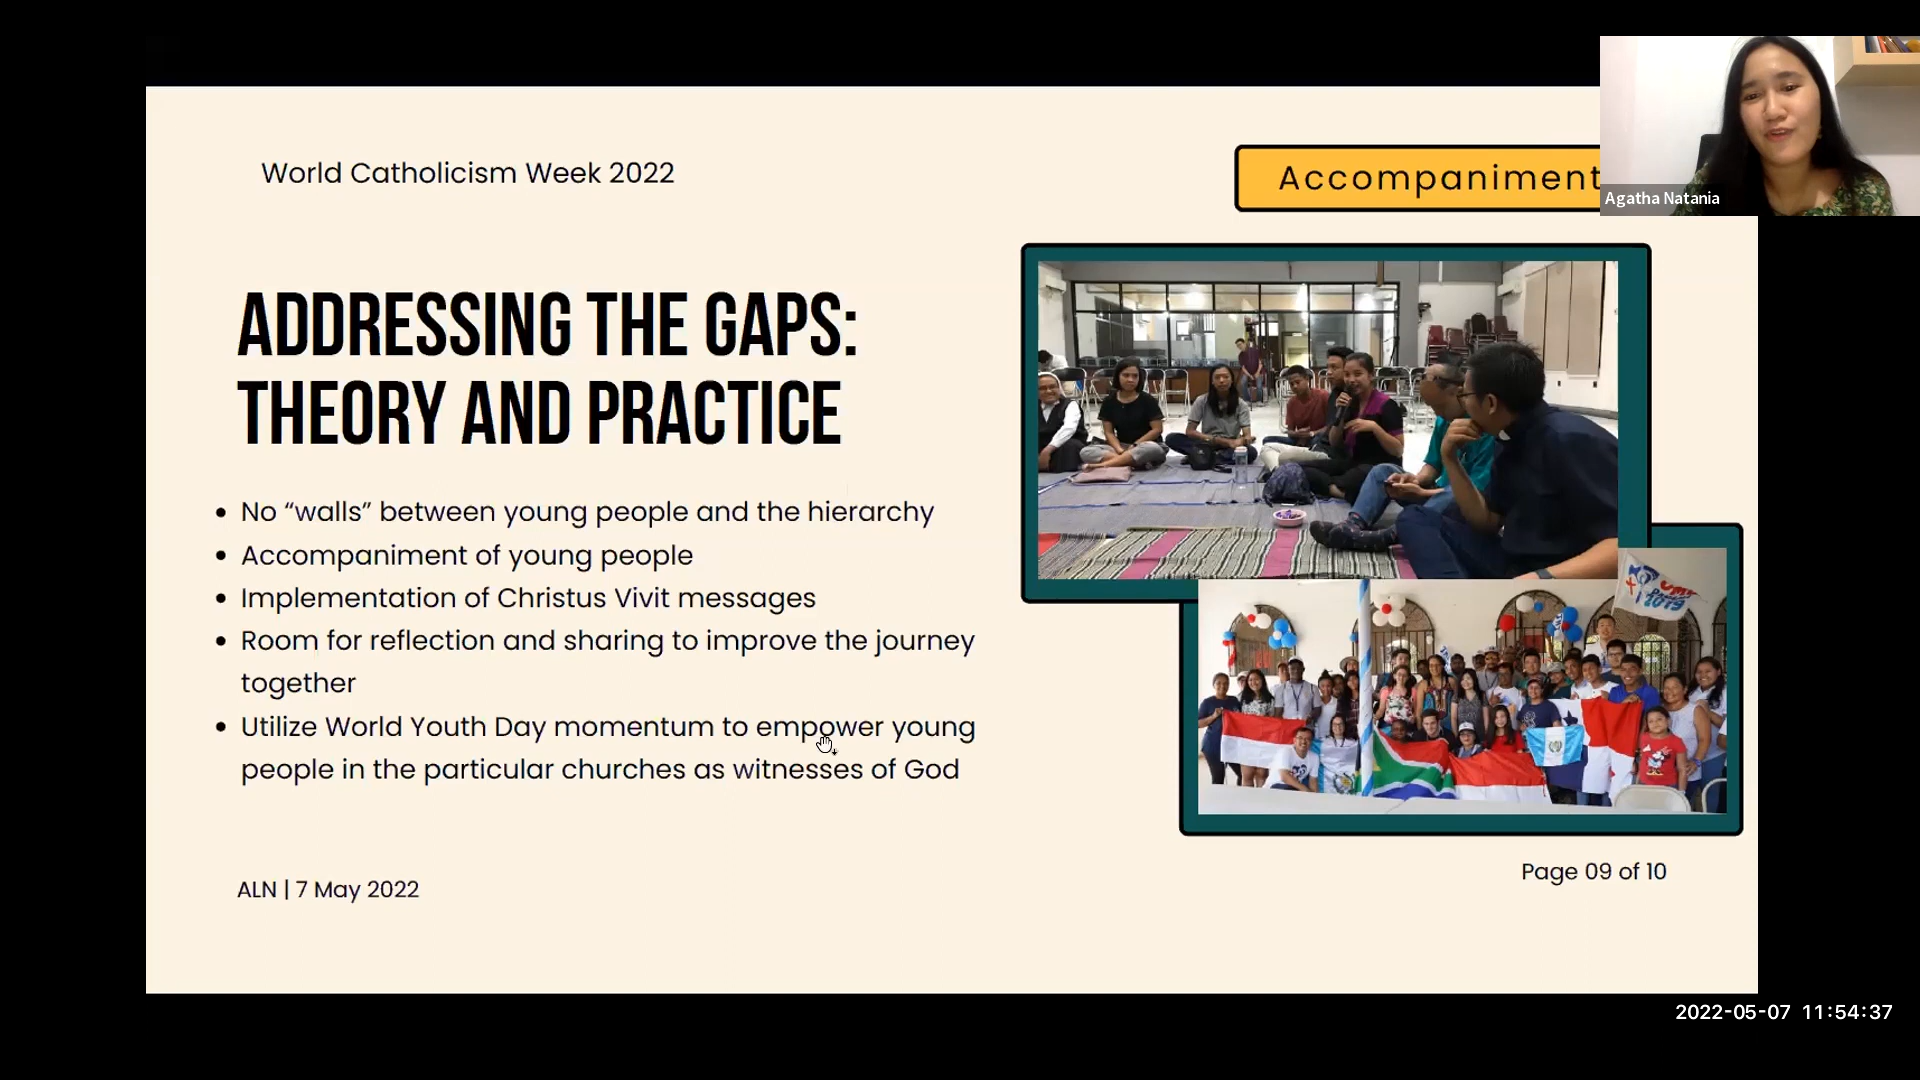 World Catholicism Week 2022
Accompaniment
Agatha Natania
ADDRESSING THE GAPS:
THEORY AND PRACTICE
• No “walls” between young people and the hierarchy
• Accompaniment of young people
• Implementation of Christus Vivit messages
• Room for reflection and sharing to improve the journey
together
• Utilize World Youth Day momentum to empower young
people in the particular churches as witnesses of God
ALN | 7 May 2022
Page 09 of 10
2022-05-07 11:54:37